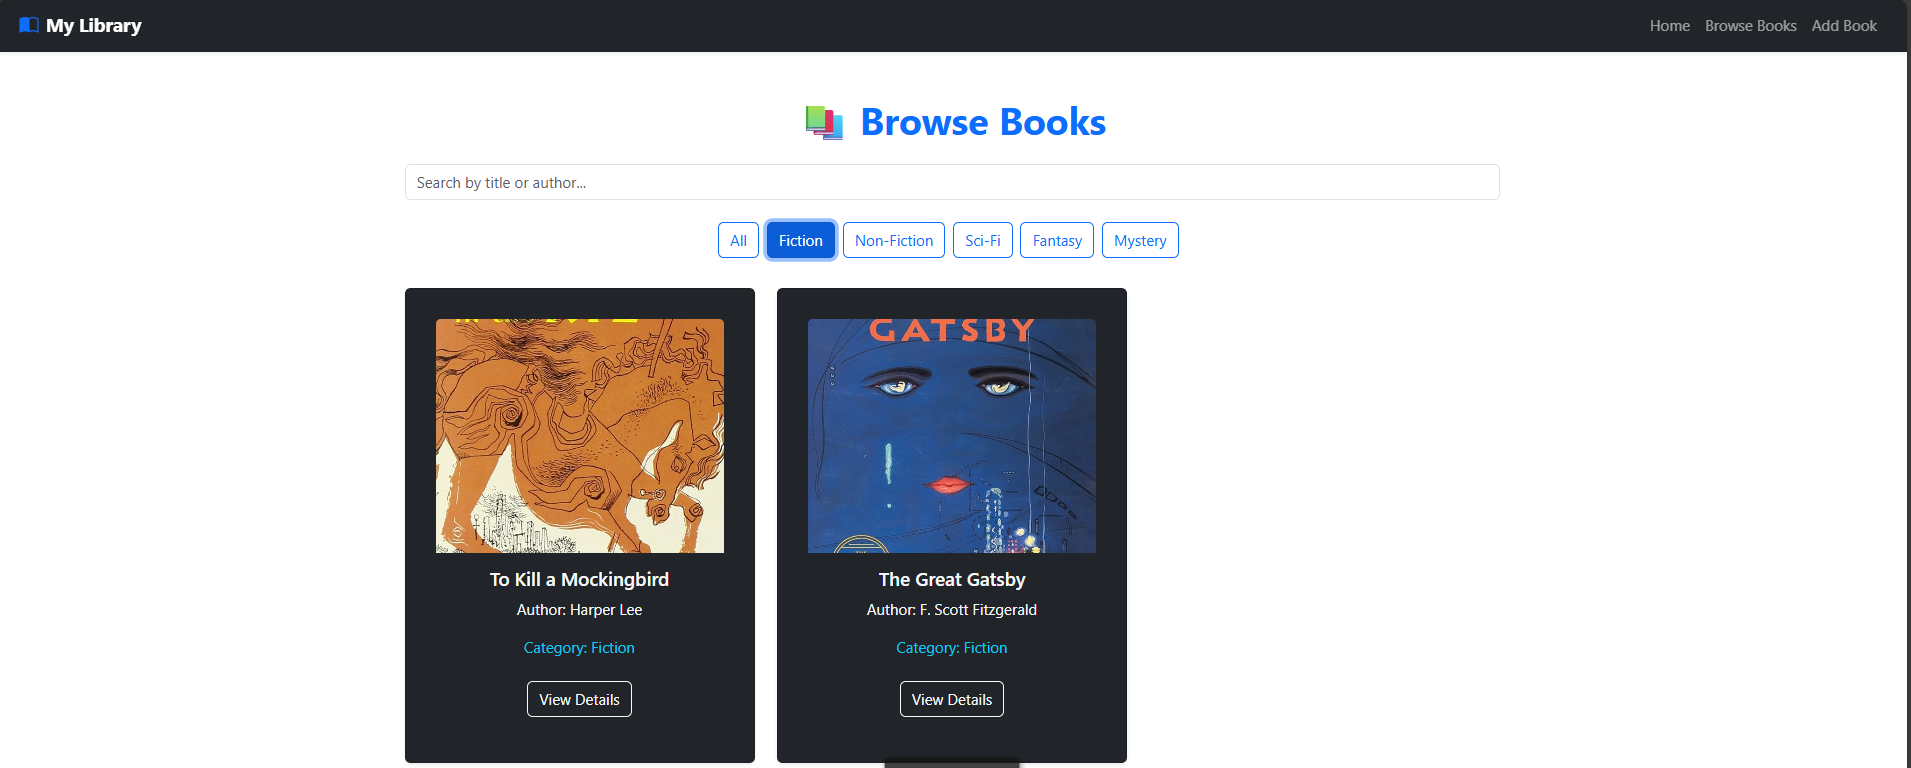 My Library
Home Browse Books Add Book
Browse Books
Search by title or author...
All Fiction Non-Fiction Sci-Fi Fantasy Mystery
GATSBY
To Kill a Mockingbird
Author: Harper Lee
Category: Fiction
View Details
The Great Gatsby
Author: F. Scott Fitzgerald
Category: Fiction
View Details